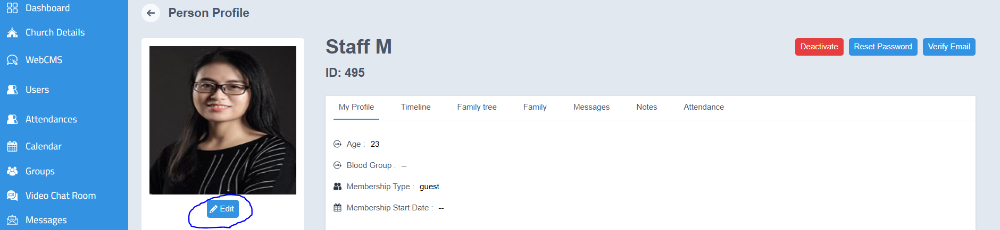 Dashboard
Church Details
WebCMS
Users
Attendances
Calendar
Groups
Video Chat Room
Messages
Person Profile
Edit
Staff M
ID: 495
Deactivate
Reset Password
Verify Email
My Profile
Timeline
Family tree
Family
Messages
Notes
Attendance
Age : 23
Blood Group : --
Membership Type : guest
Membership Start Date : --